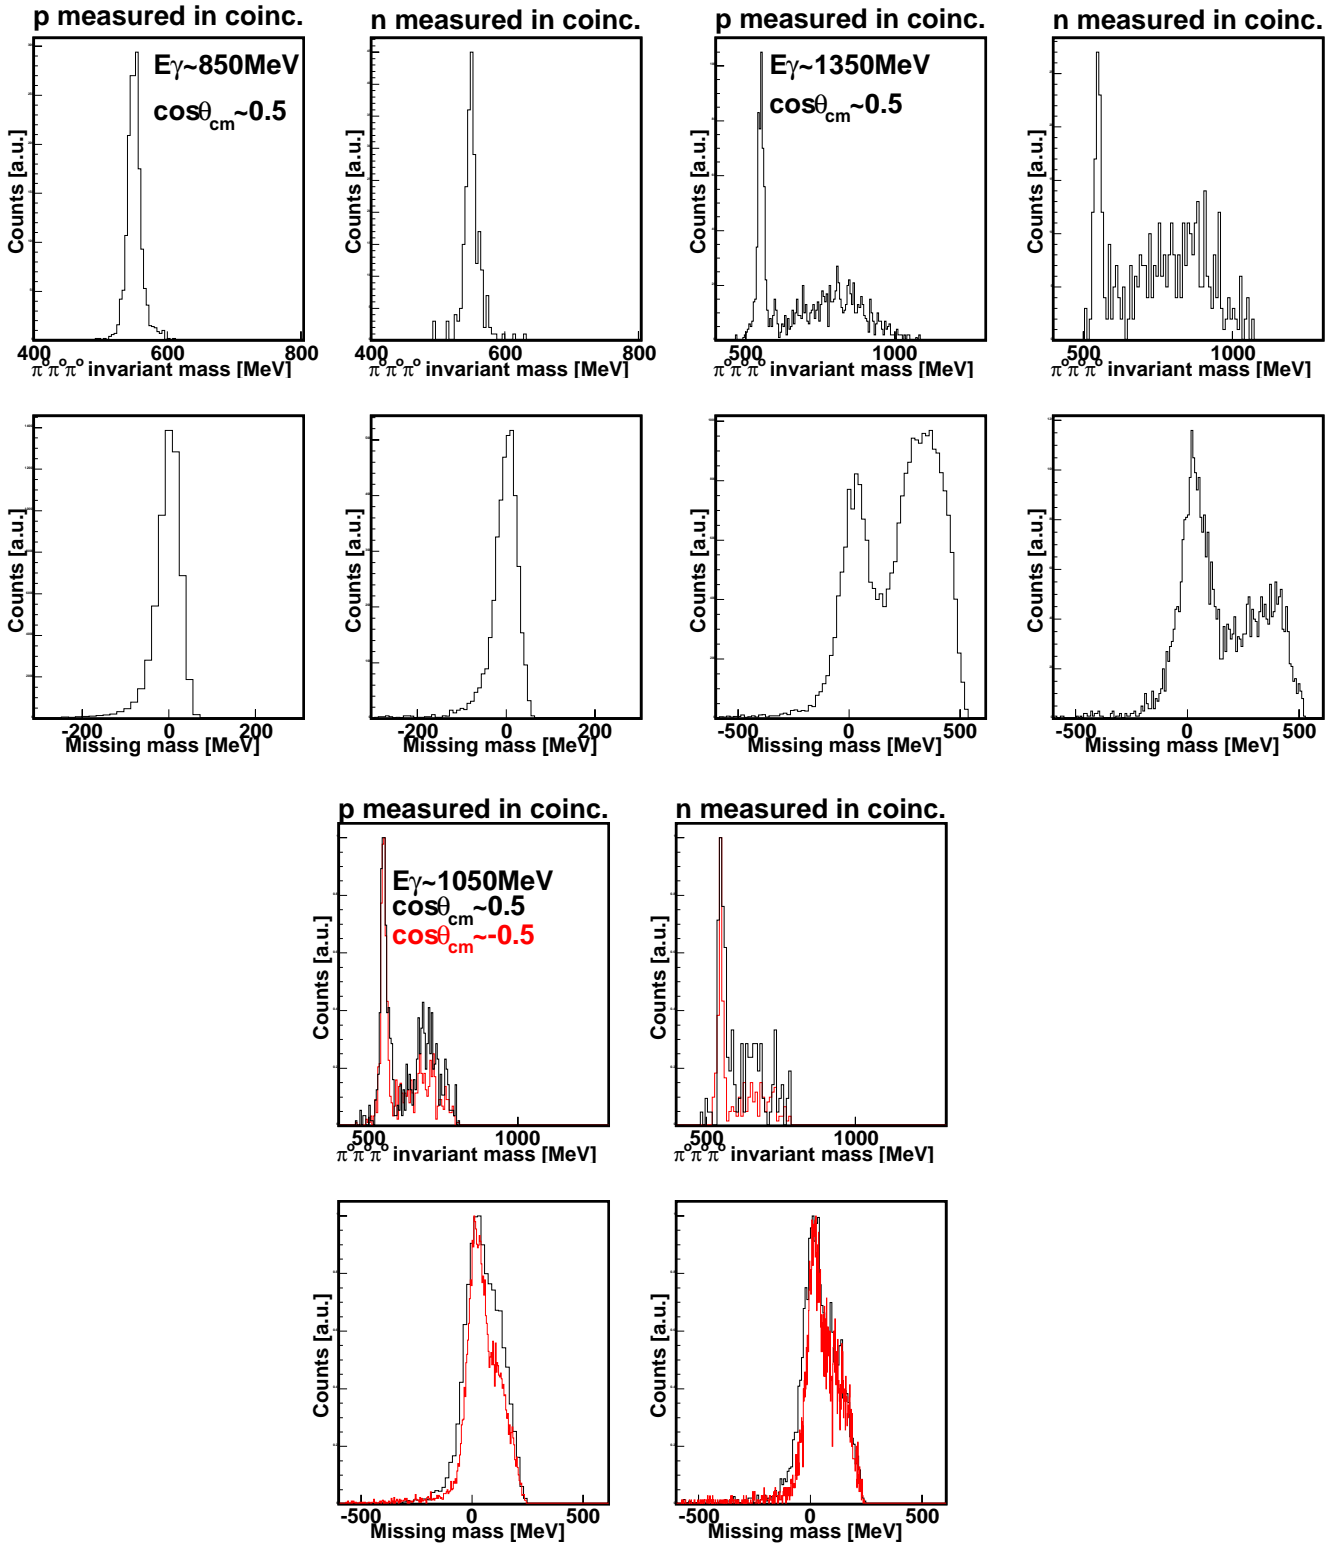 p measured in coinc.
n measured in coinc.
p measured in coinc.
n measured in coinc.
Eγ~850MeV
cosθcm~0.5
Eγ~1350MeV
cosθcm~0.5
Counts [a.u.]
Counts [a.u.]
Counts [a.u.]
Counts [a.u.]
400 600 800
400 600 800
500 1000
500 1000
π°π°π° invariant mass [MeV]
π°π°π° invariant mass [MeV]
π°π°π° invariant mass [MeV]
π°π°π° invariant mass [MeV]
Counts [a.u.]
Counts [a.u.]
Counts [a.u.]
Counts [a.u.]
-200 0 200
-200 0 200
-500 0 500
-500 0 500
Missing mass [MeV]
Missing mass [MeV]
Missing mass [MeV]
Missing mass [MeV]
p measured in coinc.
n measured in coinc.
Eγ~1050MeV
cosθcm~0.5
cosθcm~-0.5
Counts [a.u.]
Counts [a.u.]
500 1000
500 1000
π°π°π° invariant mass [MeV]
π°π°π° invariant mass [MeV]
Counts [a.u.]
Counts [a.u.]
-500 0 500
-500 0 500
Missing mass [MeV]
Missing mass [MeV]